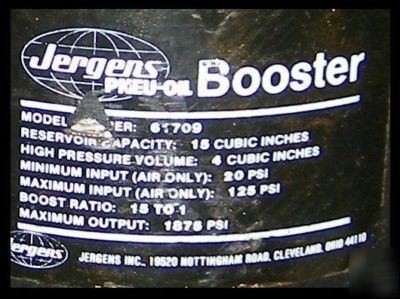 Jergens
PNEU-OIL Booster
MODEL NUMBER: 61709
RESERVOIR CAPACITY: 15 CUBIC INCHES
HIGH PRESSURE VOLUME: 4 CUBIC INCHES
MINIMUM INPUT (AIR ONLY): 20 PSI
MAXIMUM INPUT (AIR ONLY): 125 PSI
BOOST RATIO: 15 TO 1
MAXIMUM OUTPUT: 1875 PSI
Jergens
JERGENS INC., 19520 NOTTINGHAM ROAD, CLEVELAND, OHIO 44110